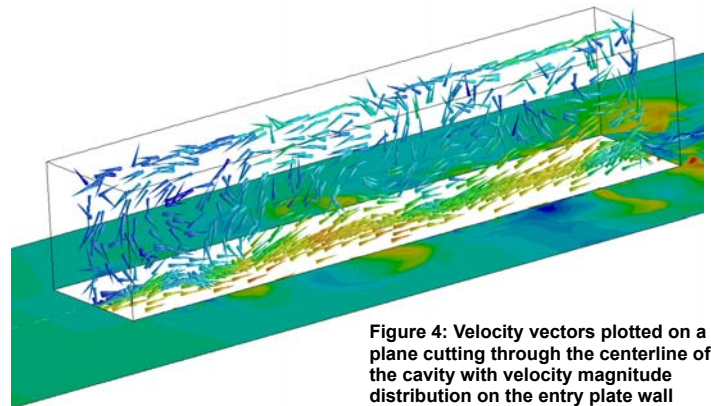 Figure 4: Velocity vectors plotted on a
plane cutting through the centerline of
the cavity with velocity magnitude
distribution on the entry plate wall